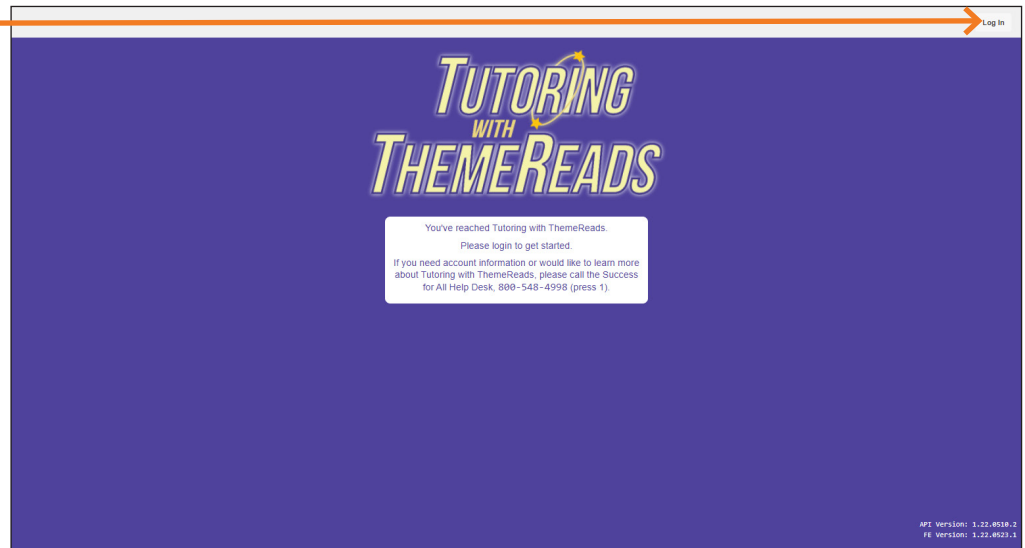 Log In
TUTORING
WITH
THEMEREADS
You've reached Tutoring with ThemeReads.
Please login to get started.
If you need account information or would like to learn more
about Tutoring with ThemeReads, please call the Success
for All Help Desk, 800-548-4998 (press 1).
API Version: 1.22.0510.2
FE Version: 1.22.0523.1